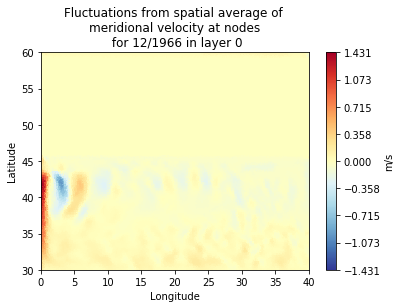 Fluctuations from spatial average of
meridional velocity at nodes
for 12/1966 in layer 0
60
55
50
45
40
35
30
Latitude
0 5 10 15 20 25 30 35 40
Longitude
1.431
1.073
0.715
0.358
0.000
−0.358
−0.715
−1.073
−1.431
m/s